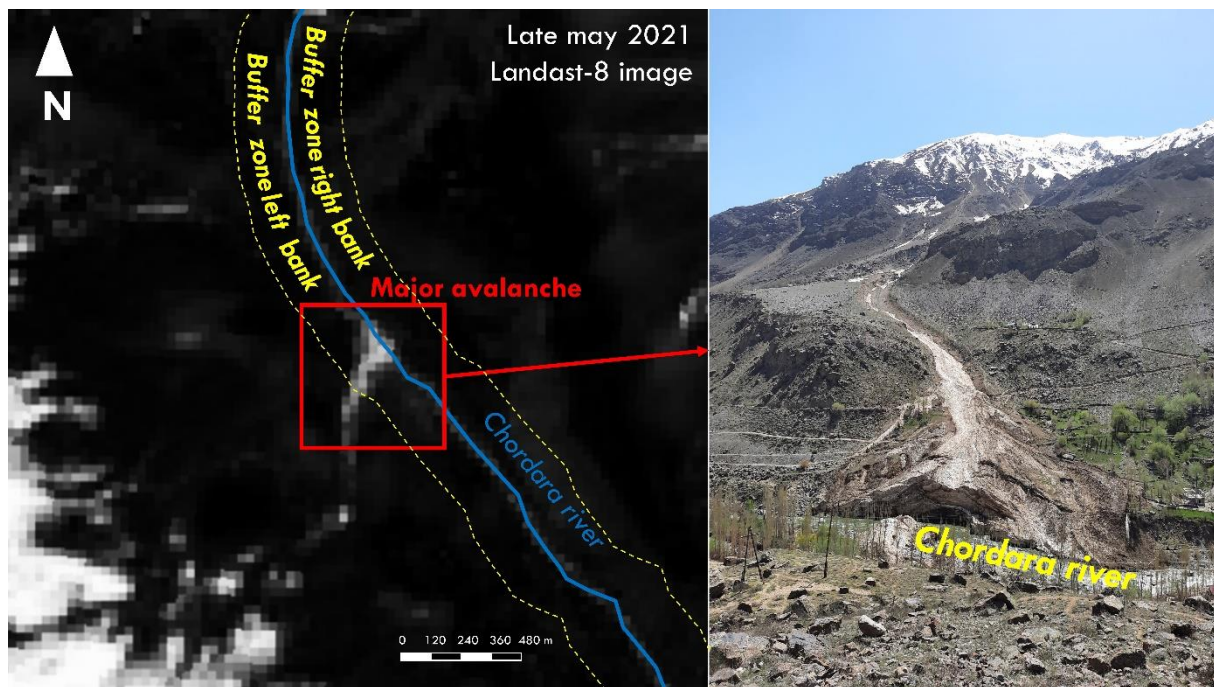 Late may 2021
Landast-8 image
N
Buffer zone right bank
Buffer zone left bank
Major avalanche
Chordara river
0 120 240 360 480 m
Chordara river